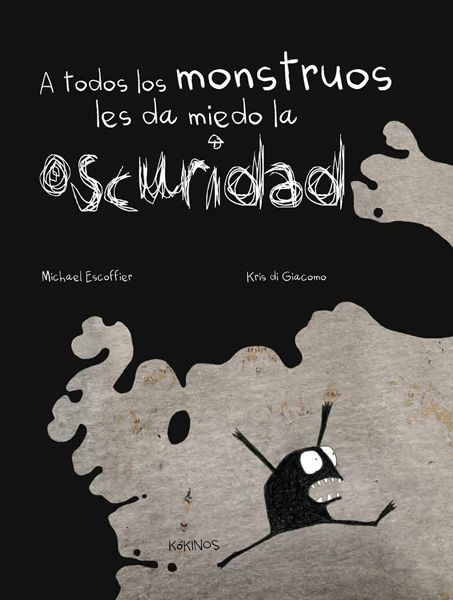 A todos los monstruos
les da miedo la
oscuridad
Michael Escoffier
Kris di Giacomo
KÓKINOS